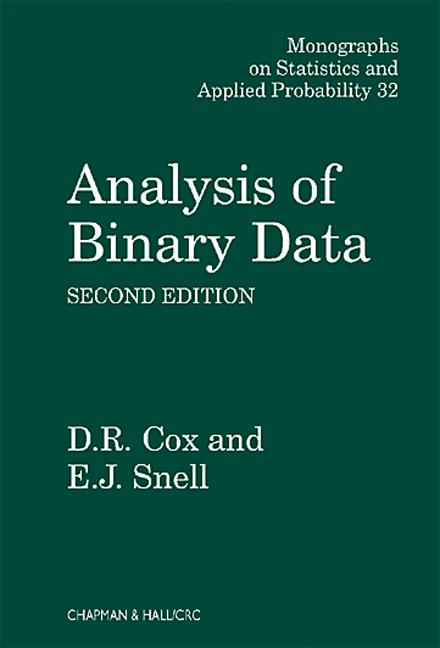 Monographs
on Statistics and
Applied Probability 32
Analysis of
Binary Data
SECOND EDITION
D.R. Cox and
E.J. Snell
CHAPMAN & HALL/CRC